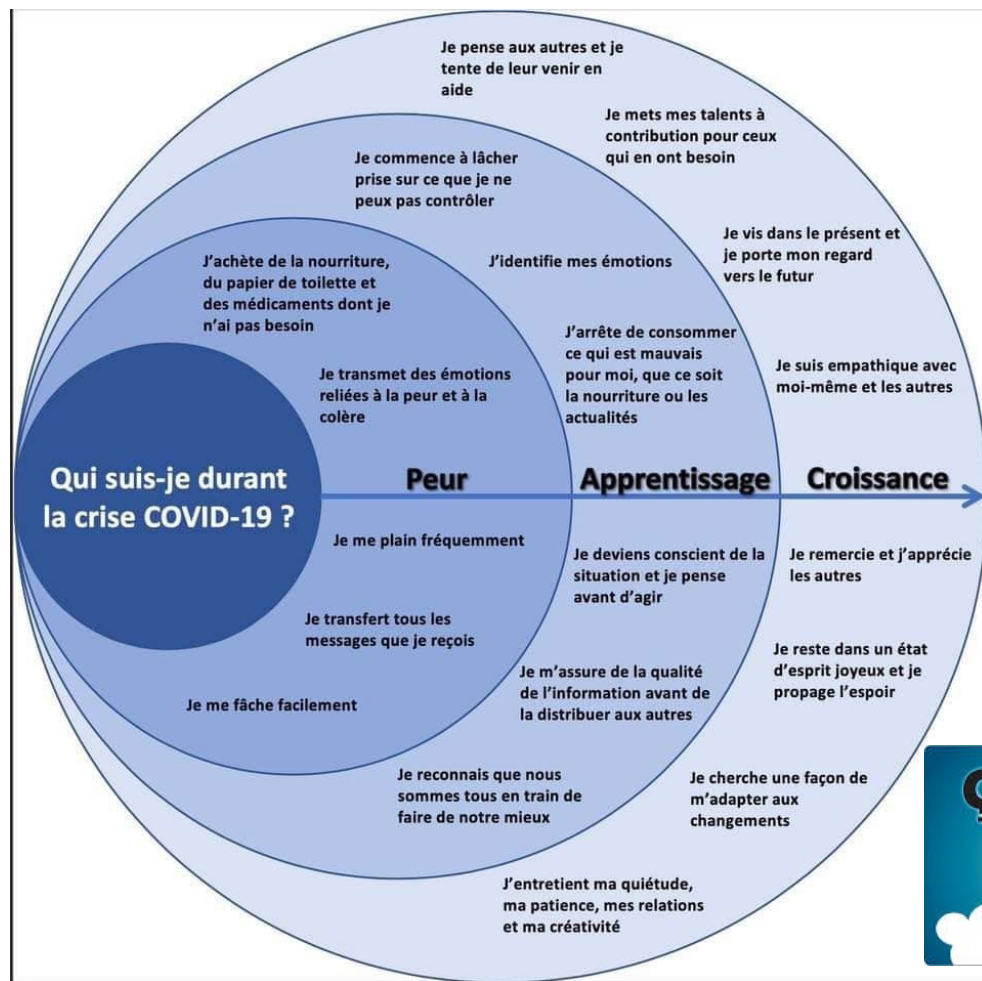 Je pense aux autres et je
tente de leur venir en
aide
Je mets mes talents à
contribution pour ceux
qui en ont besoin
Je commence à lâcher
prise sur ce que je ne
peux pas contrôler
Je vis dans le présent et
je porte mon regard
vers le futur
J'achète de la nourriture,
du papier de toilette et
des médicaments dont je
n'ai pas besoin
J'identifie mes émotions
J'arrête de consommer
ce qui est mauvais
pour moi, que ce soit
la nourriture ou les
actualités
Je suis empathique avec
moi-même et les autres
Je transmet des émotions
reliées à la peur et à la
colère
Qui suis-je durant
la crise COVID-19 ?
Peur
Apprentissage
Croissance
Je me plain fréquemment
Je deviens conscient de la
situation et je pense
avant d'agir
Je remercie et j'apprécie
les autres
Je transfert tous les
messages que je reçois
Je m'assure de la qualité
de l'information avant de
la distribuer aux autres
Je reste dans un état
d'esprit joyeux et je
propage l'espoir
Je me fâche facilement
Je reconnais que nous
sommes tous en train de
faire de notre mieux
Je cherche une façon de
m'adapter aux
changements
J'entretient ma quiétude,
ma patience, mes relations
et ma créativité